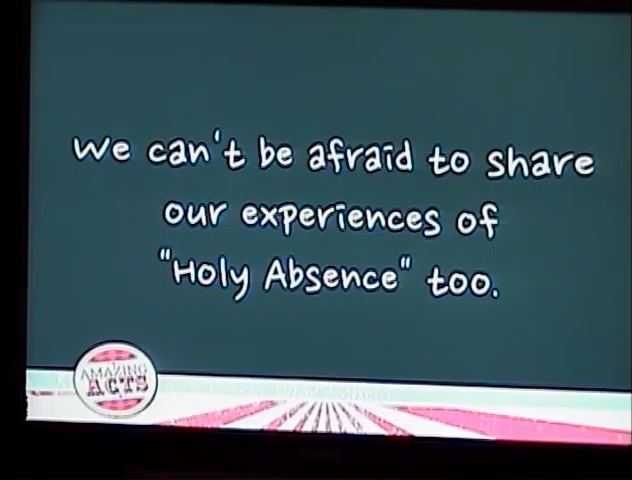 We can't be afraid to share
our experiences of
"Holy Absence" too.
AMAZING
ACTS